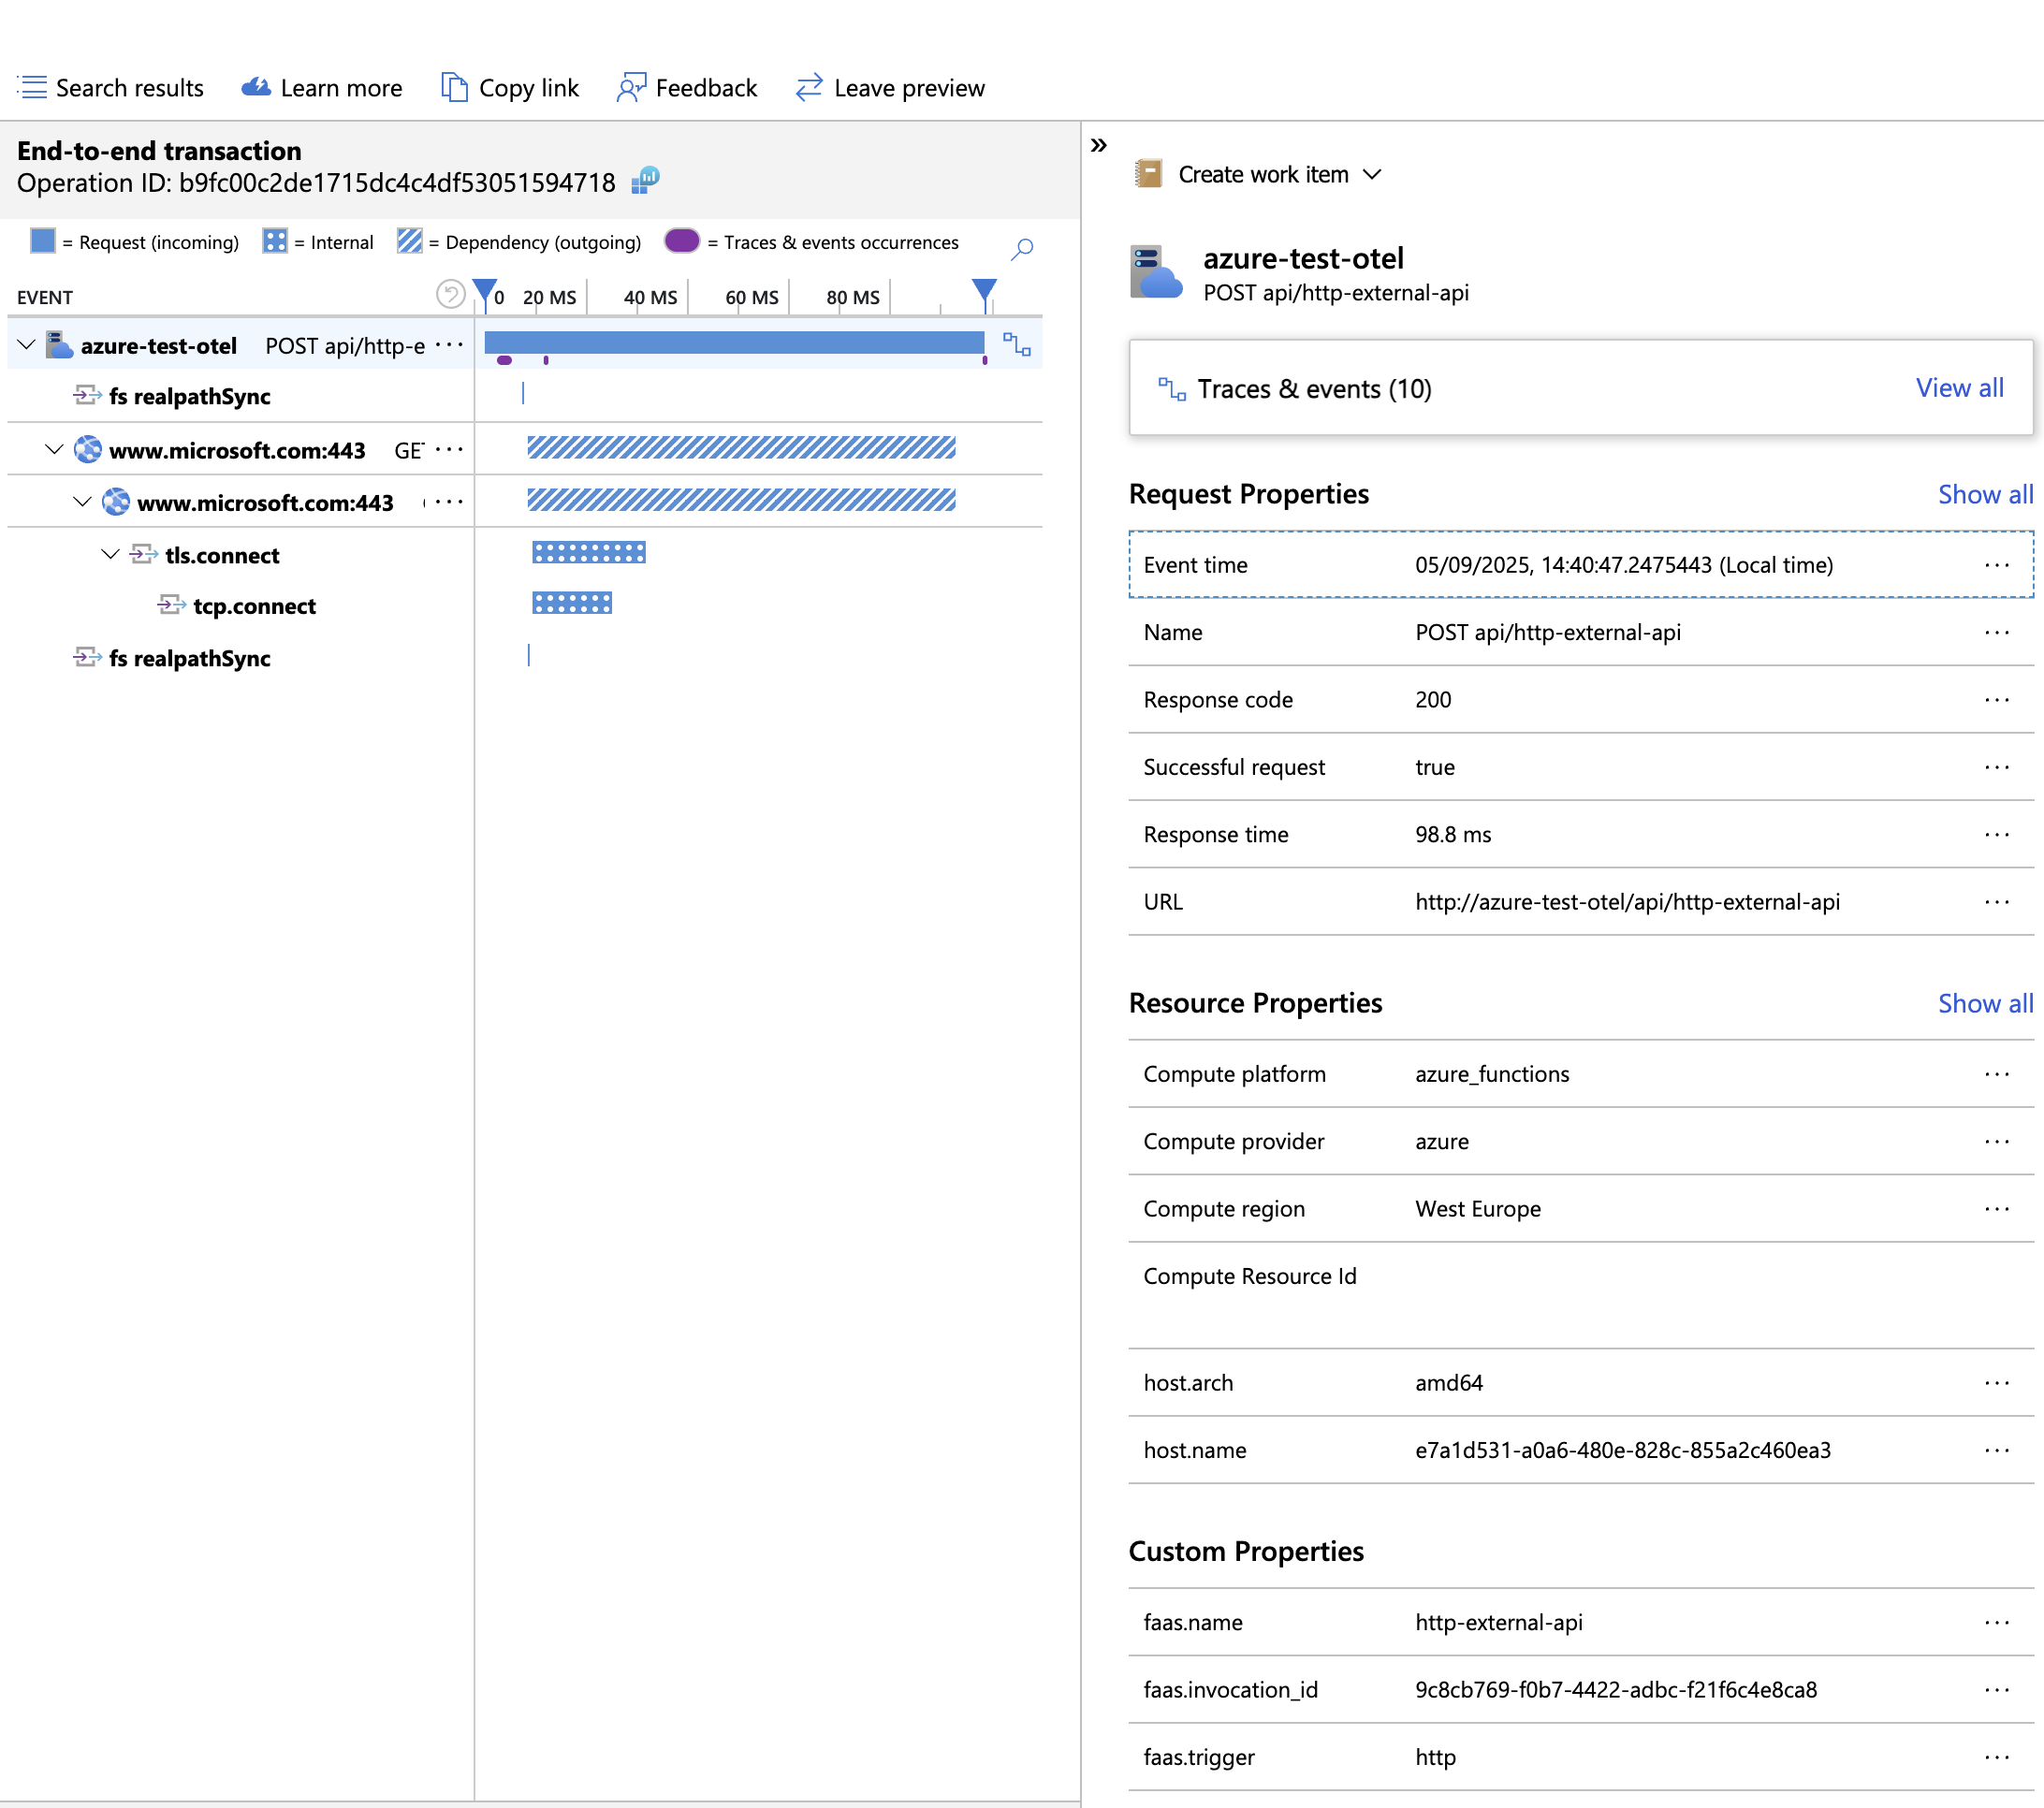 Search results Learn more Copy link Feedback Leave preview
End-to-end transaction
Operation ID: b9fc00c2de1715dc4c4df53051594718
= Request (incoming) = Internal = Dependency (outgoing) = Traces & events occurrences
EVENT 0 20 MS 40 MS 60 MS 80 MS
azure-test-otel POST api/http-e ...
fs realpathSync
www.microsoft.com:443 GET ...
www.microsoft.com:443 ...
tls.connect
tcp.connect
fs realpathSync
Create work item
azure-test-otel
POST api/http-external-api
Traces & events (10) View all
Request Properties Show all
Event time 05/09/2025, 14:40:47.2475443 (Local time) ...
Name POST api/http-external-api ...
Response code 200 ...
Successful request true ...
Response time 98.8 ms ...
URL http://azure-test-otel/api/http-external-api ...
Resource Properties Show all
Compute platform azure_functions ...
Compute provider azure ...
Compute region West Europe ...
Compute Resource Id
host.arch amd64 ...
host.name e7a1d531-a0a6-480e-828c-855a2c460ea3 ...
Custom Properties
faas.name http-external-api ...
faas.invocation_id 9c8cb769-f0b7-4422-adbc-f21f6c4e8ca8 ...
faas.trigger http ...